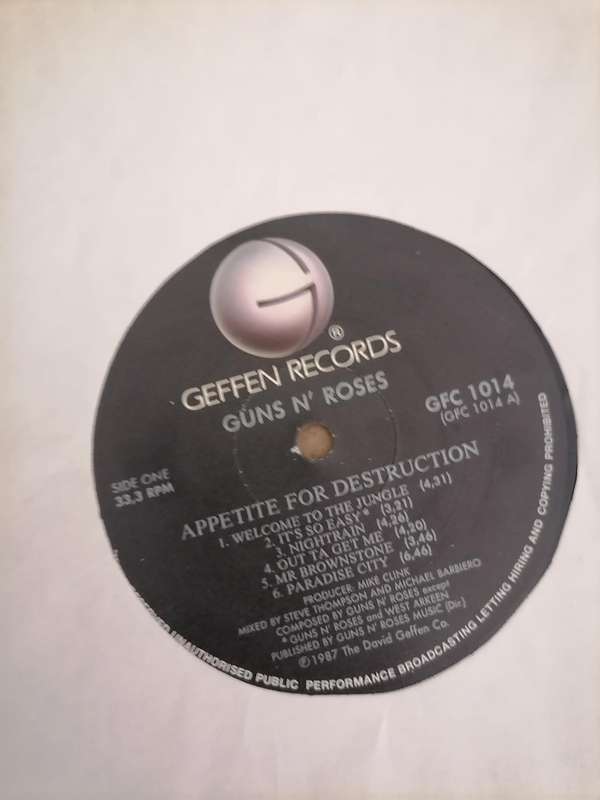 ®
GEFFEN RECORDS
GUNS N' ROSES
GFC 1014
(GFC 1014 A)
SIDE ONE
33,3 RPM
APPETITE FOR DESTRUCTION
1. WELCOME TO THE JUNGLE (4,31)
2. IT'S SO EASY* (3,21)
3. NIGHTRAIN (4,26)
4. OUT TA GET ME (4,20)
5. MR BROWNSTONE (3,46)
6. PARADISE CITY (6,46)
PRODUCER: MIKE CLINK
MIXED BY STEVE THOMPSON AND MICHAEL BARBIERO
COMPOSED BY GUNS N' ROSES except
*GUNS N' ROSES and WEST ARKEEN
PUBLISHED BY GUNS N' ROSES MUSIC (Dir.)
℗1987 The David Geffen Co.
UNAUTHORISED PUBLIC PERFORMANCE BROADCASTING LETTING HIRING AND COPYING PROHIBITED